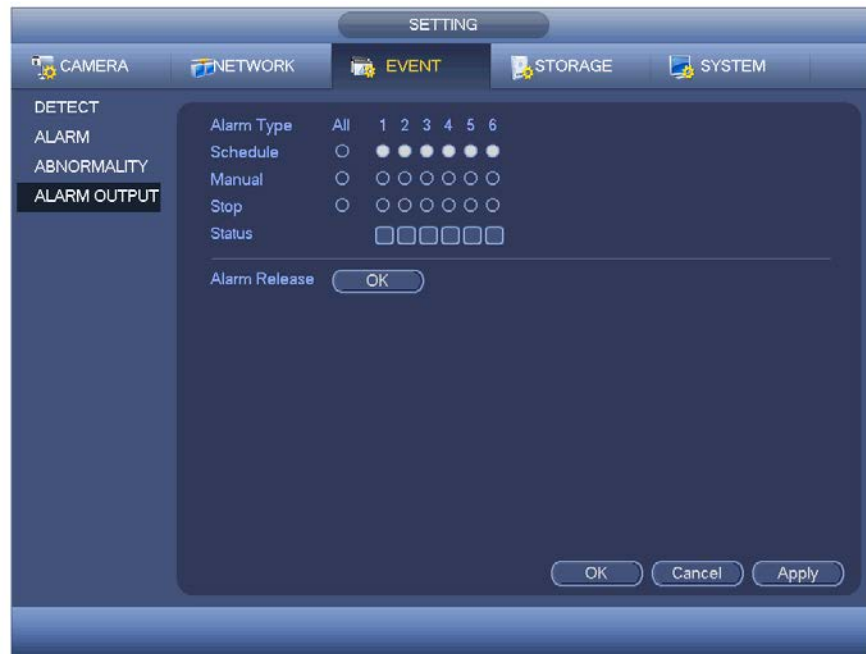 SETTING
CAMERA NETWORK EVENT STORAGE SYSTEM
DETECT
ALARM
ABNORMALITY
ALARM OUTPUT
Alarm Type All 1 2 3 4 5 6
Schedule
Manual
Stop
Status
Alarm Release OK
OK Cancel Apply